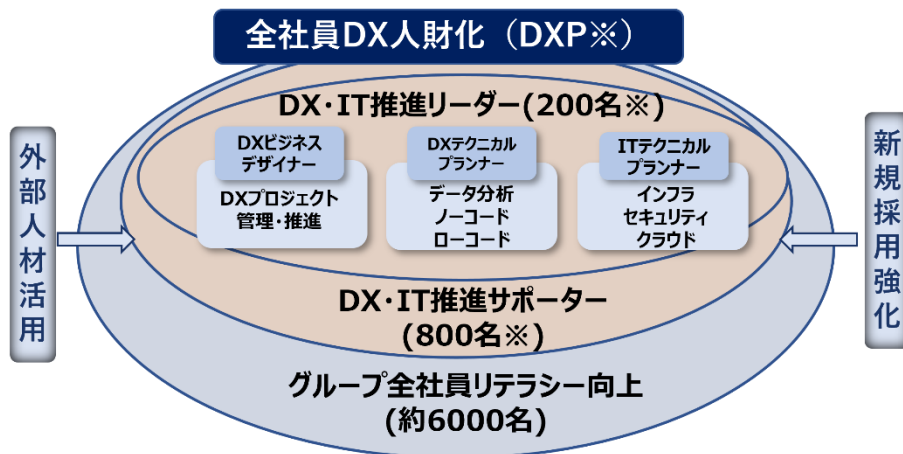 全社員DX人財化（DXP※）
DX・IT推進リーダー(200名※)
DXビジネス
デザイナー
DXプロジェクト
管理・推進
DXテクニカル
プランナー
データ分析
ノーコード
ローコード
ITテクニカル
プランナー
インフラ
セキュリティ
クラウド
外部人材活用
新規採用強化
DX・IT推進サポーター
(800名※)
グループ全社員リテラシー向上
(約6000名)